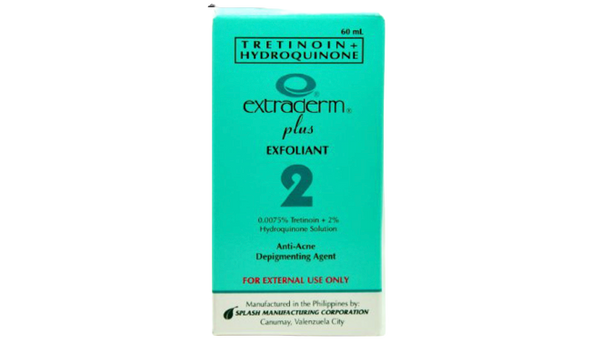 60 mL
TRETINOIN +
HYDROQUINONE
extraderm®
plus
EXFOLIANT
2
0.0075% Tretinoin + 2%
Hydroquinone Solution
Anti-Acne
Depigmenting Agent
FOR EXTERNAL USE ONLY
Manufactured in the Philippines by:
SPLASH MANUFACTURING CORPORATION
Canumay, Valenzuela City